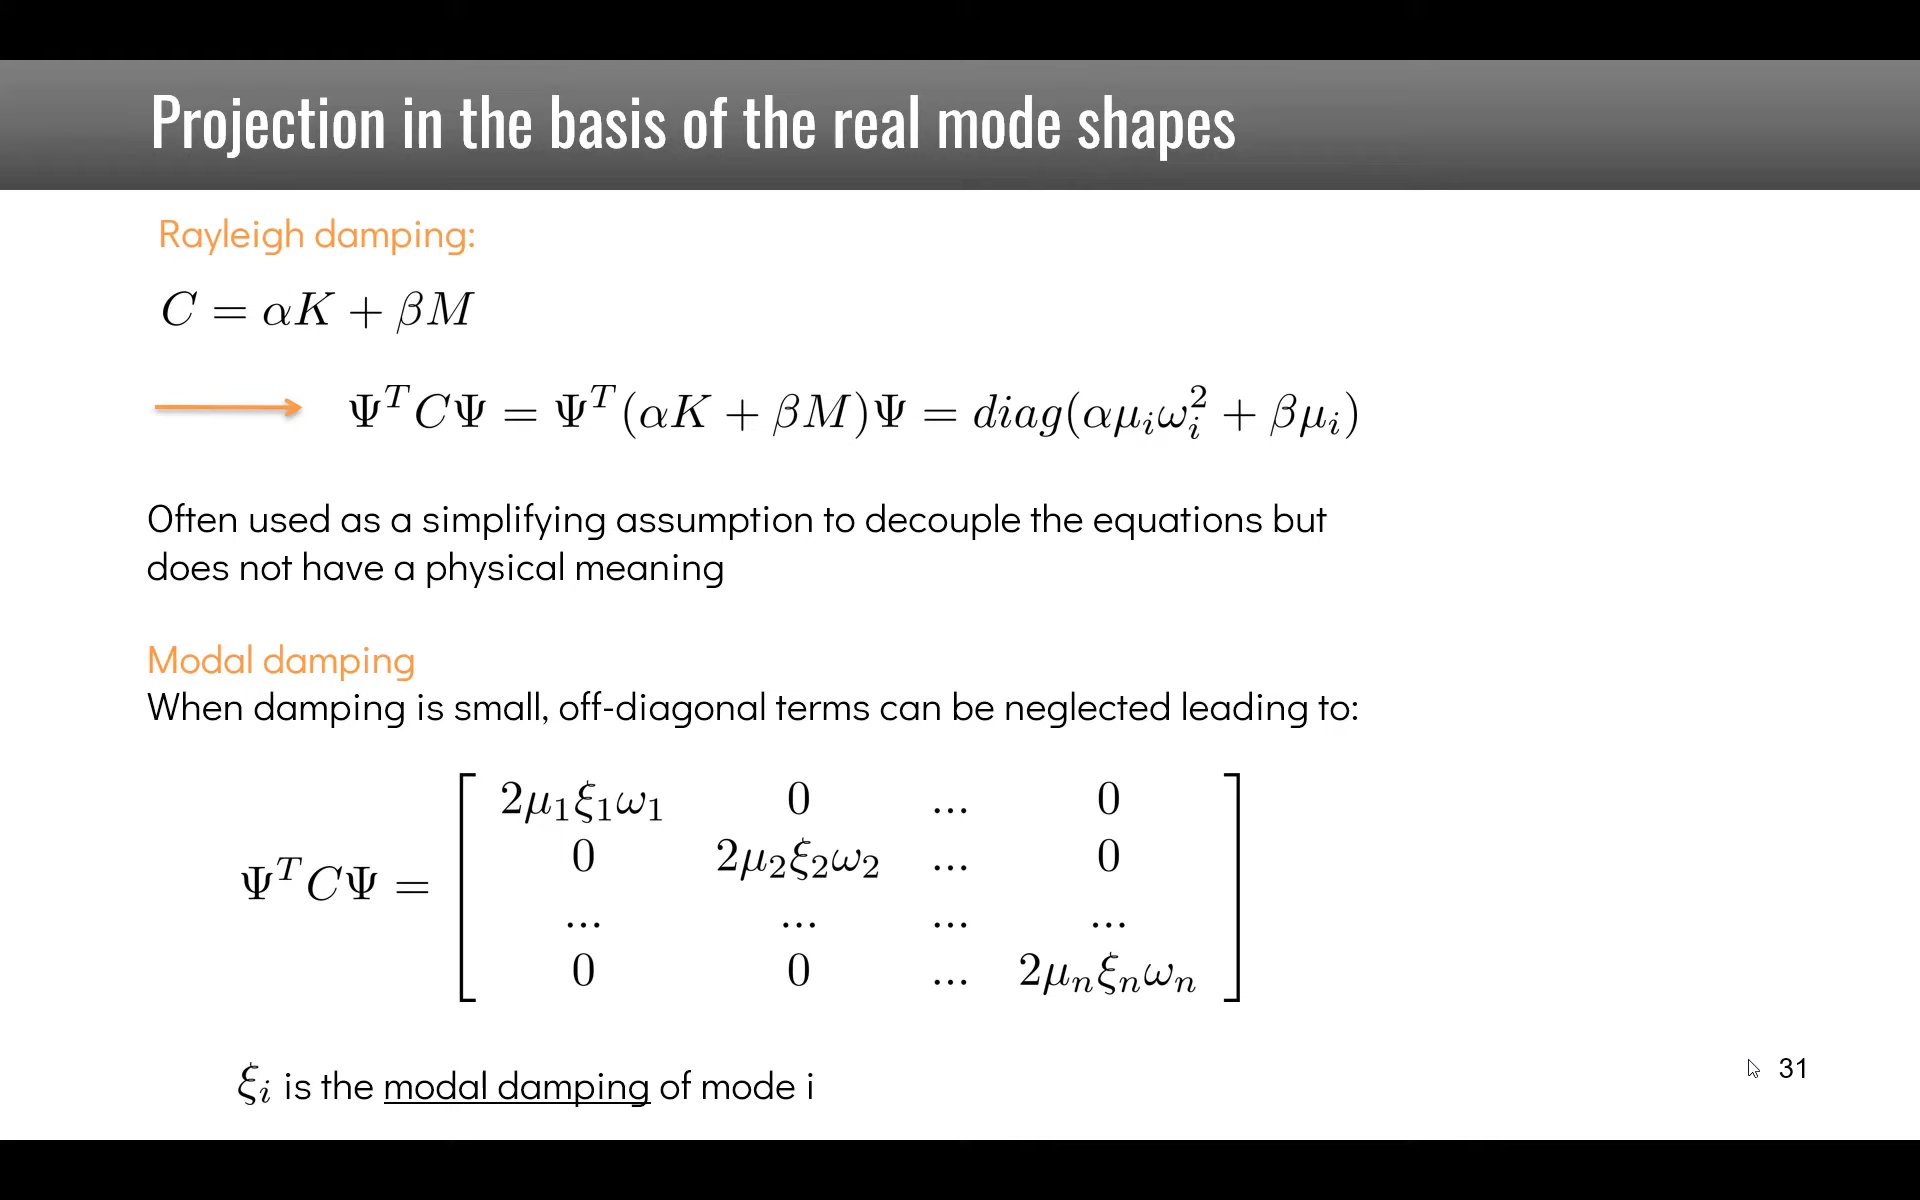 Projection in the basis of the real mode shapes
Rayleigh damping:
C = αK + βM
Ψ^T CΨ = Ψ^T (αK + βM)Ψ = diag(αμ_i ω_i^2 + βμ_i)
Often used as a simplifying assumption to decouple the equations but
does not have a physical meaning
Modal damping
When damping is small, off-diagonal terms can be neglected leading to:
2μ_1ξ_1ω_1 0 ... 0
0 2μ_2ξ_2ω_2 ... 0
Ψ^T CΨ =
... ... ... ...
0 0 ... 2μ_nξ_nω_n
ξ_i is the modal damping of mode i
31